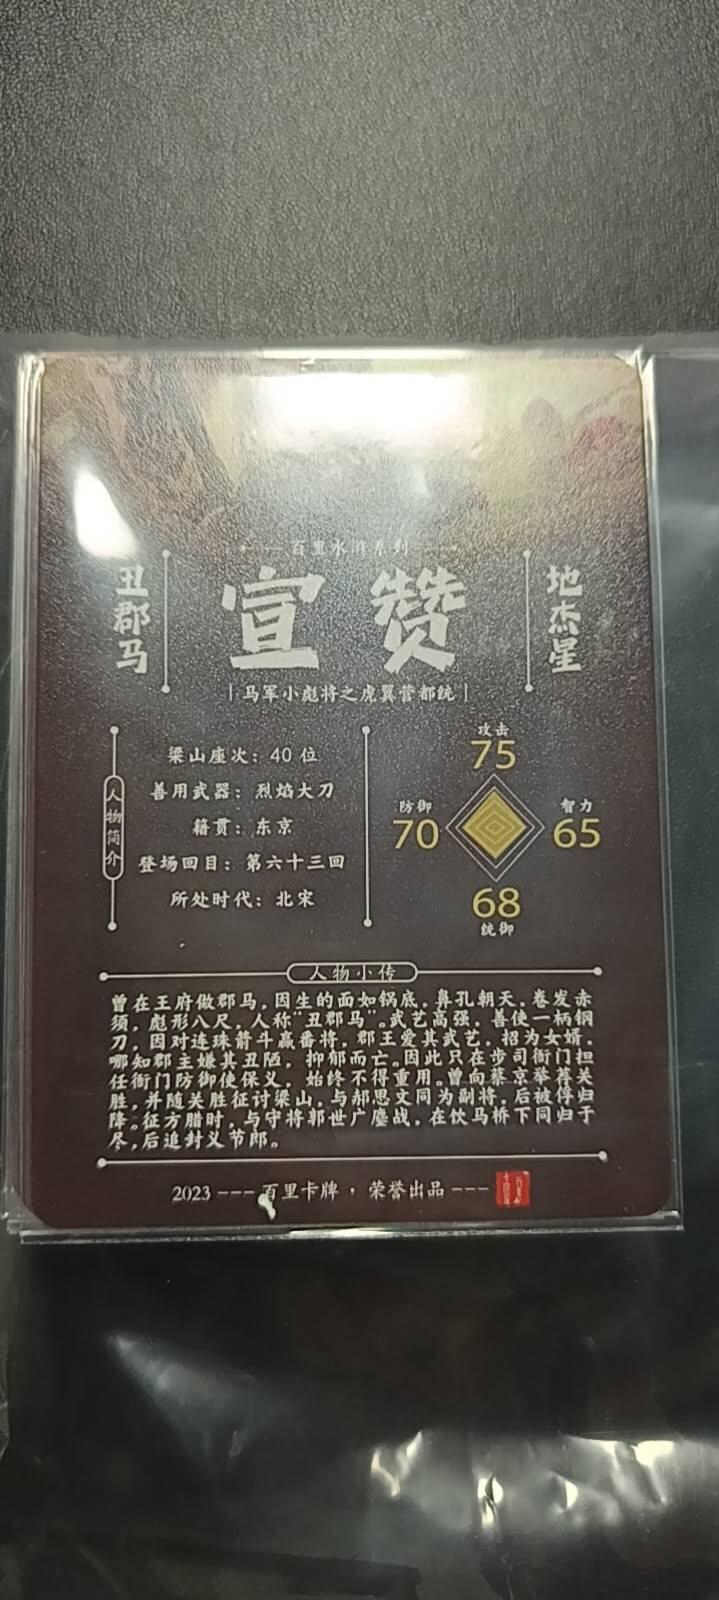 百里水浒系列
丑郡马
宣赞
地杰星
马军小彪将之虎翼营都统
人物简介
梁山座次：40 位
善用武器：烈焰大刀
籍贯：东京
登场回目：第六十三回
所处时代：北宋
攻击
75
防御
70
智力
65
68
统御
人物小传
曾在王府做郡马，因生的面如锅底，鼻孔朝天，卷发赤
须，彪形八尺，人称“丑郡马”。武艺高强，善使一柄钢
刀，因对连珠箭斗赢番将，郡王爱其武艺，招为女婿，
哪知郡主嫌其丑陋，抑郁而亡。因此只在步司衙门担
任衙门防御使保义，始终不得重用。曾向蔡京举荐关
胜，并随关胜征讨梁山，与郝思文同为副将，后被俘归
降。征方腊时，与守将郭世广鏖战，在饮马桥下同归于
尽，后追封义节郎。
2023 --- 百里卡牌，荣誉出品 ---